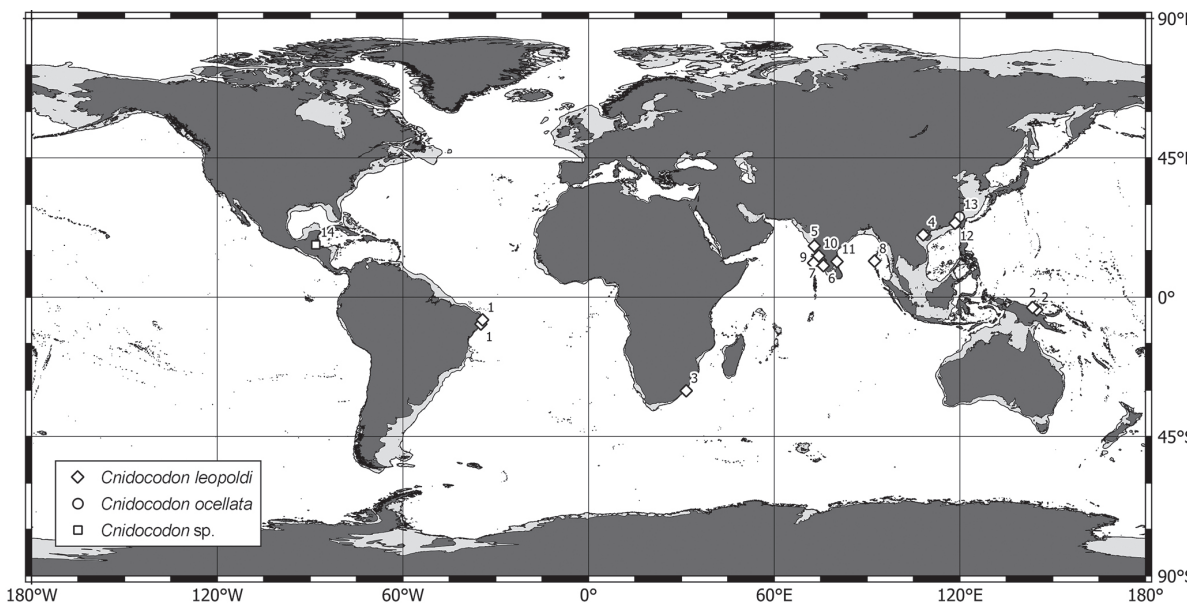 90°N
45°N
0°
45°S
90°S
14
1
1
3
5
10
11
9
7
6
8
4
13
12
2
2
Cnidocodon leopoldi
Cnidocodon ocellata
Cnidocodon sp.
180°W
120°W
60°W
0°
60°E
120°E
180°